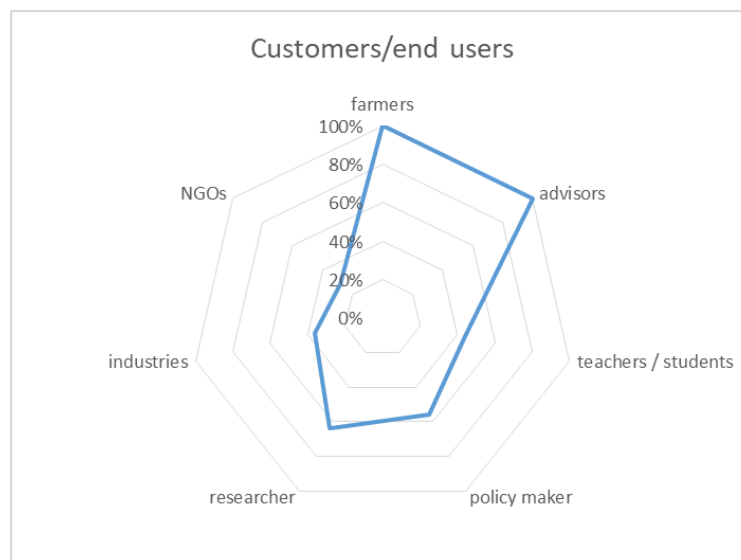 Customers/end users
farmers
100%
80%
NGOs
advisors
60%
40%
20%
0%
industries
teachers / students
researcher
policy maker